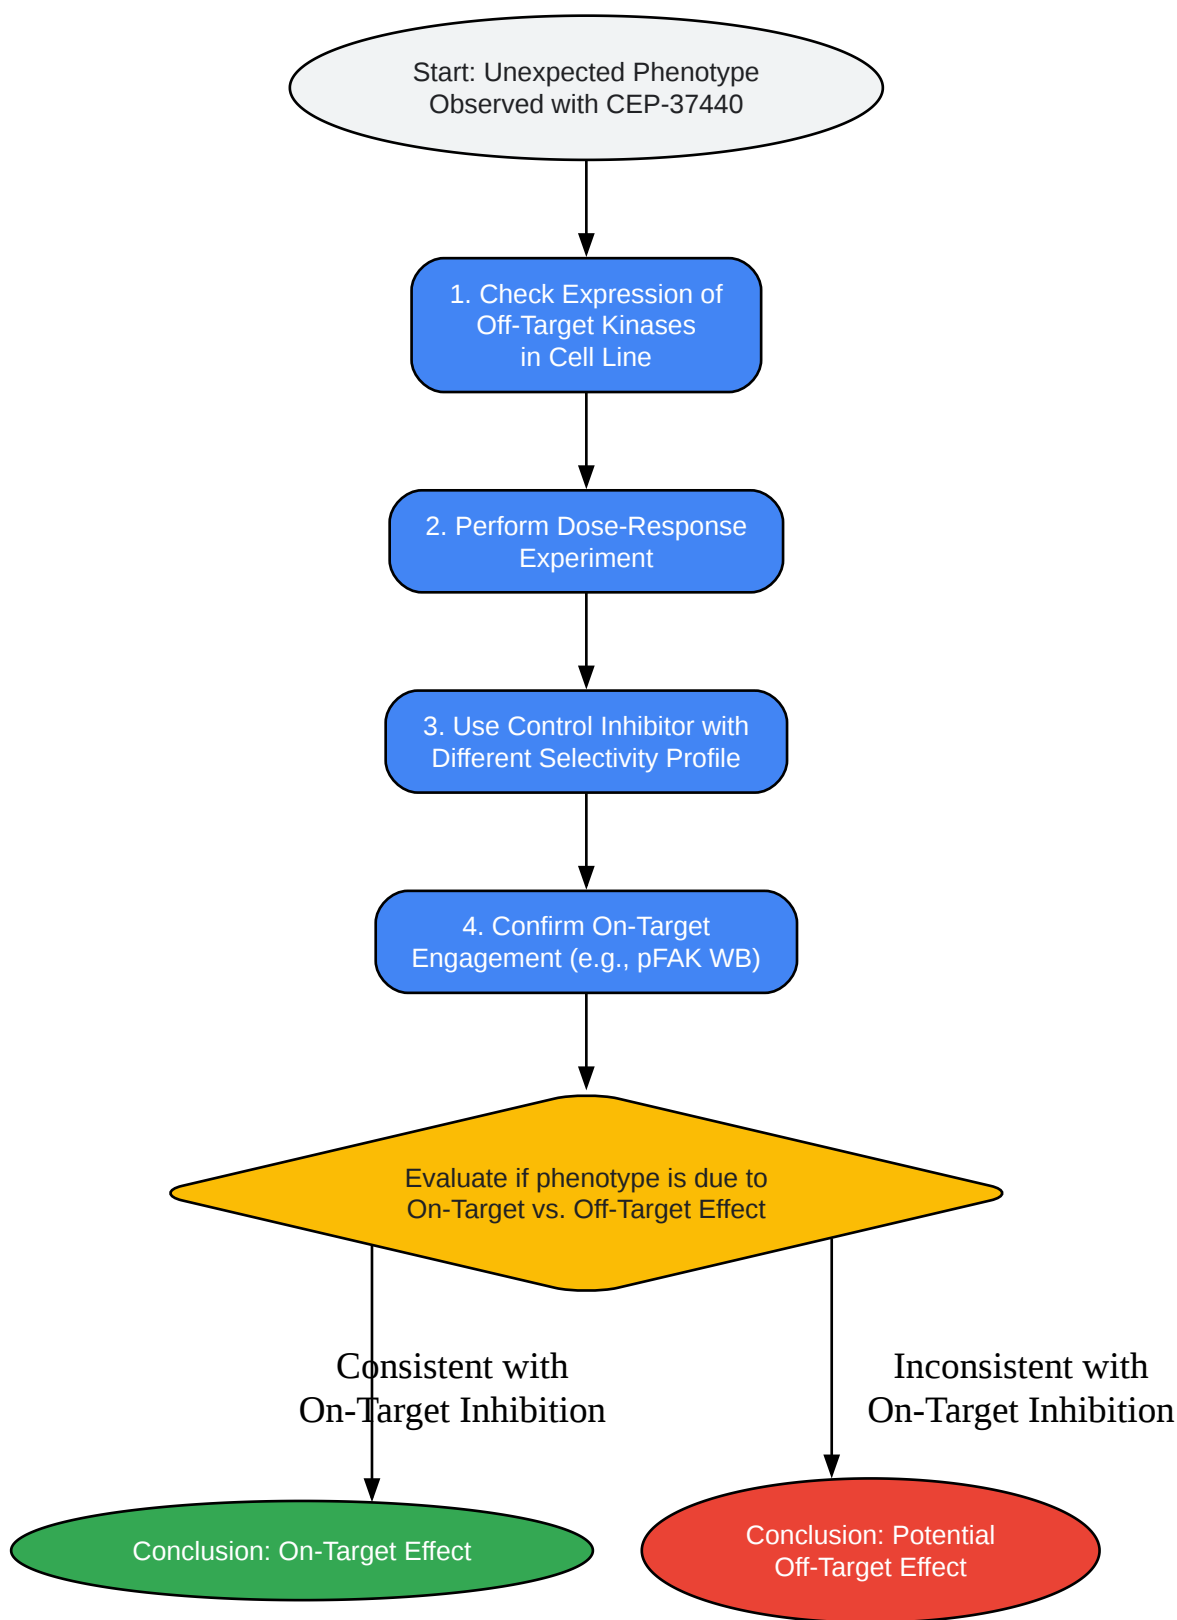 Start: Unexpected Phenotype
Observed with CEP-37440
1. Check Expression of
Off-Target Kinases
in Cell Line
2. Perform Dose-Response
Experiment
3. Use Control Inhibitor with
Different Selectivity Profile
4. Confirm On-Target
Engagement (e.g., pFAK WB)
Evaluate if phenotype is due to
On-Target vs. Off-Target Effect
Consistent with
On-Target Inhibition
Inconsistent with
On-Target Inhibition
Conclusion: On-Target Effect
Conclusion: Potential
Off-Target Effect